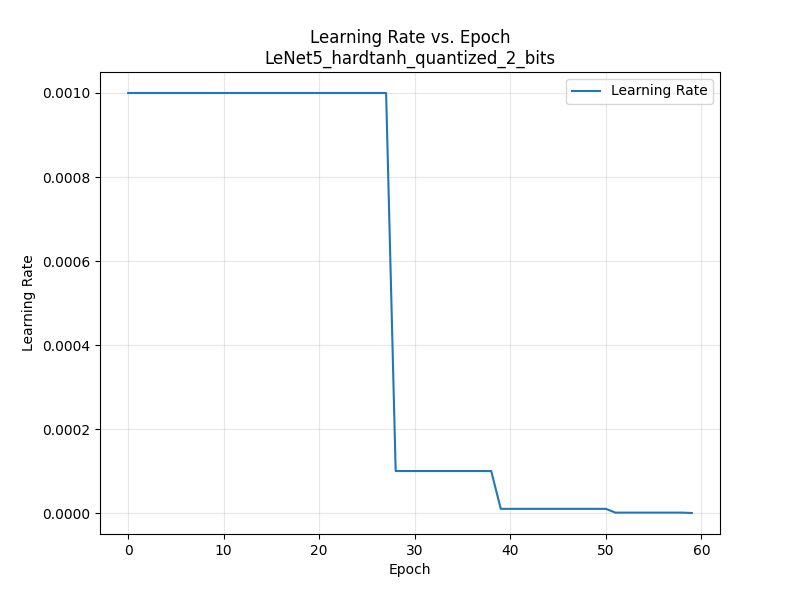 Learning Rate vs. Epoch
LeNet5_hardtanh_quantized_2_bits
Learning Rate
0.0010
0.0008
0.0006
0.0004
0.0002
0.0000
Learning Rate
0 10 20 30 40 50 60
Epoch